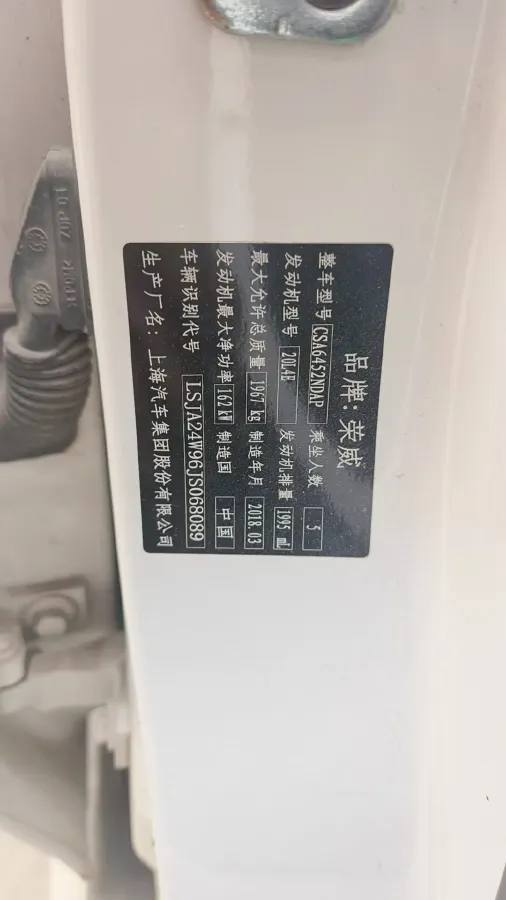 品牌: 荣威
整车型号 CSA6452NDAP 乘坐人数 5
发动机型号 20L4E 发动机排量 1995 mL
最大允许总质量 1967 kg 制造年月 2018.03
发动机最大净功率 162 kW 制造国 中国
车辆识别代号 LSJA24W96JS068089
生产厂名: 上海汽车集团股份有限公司